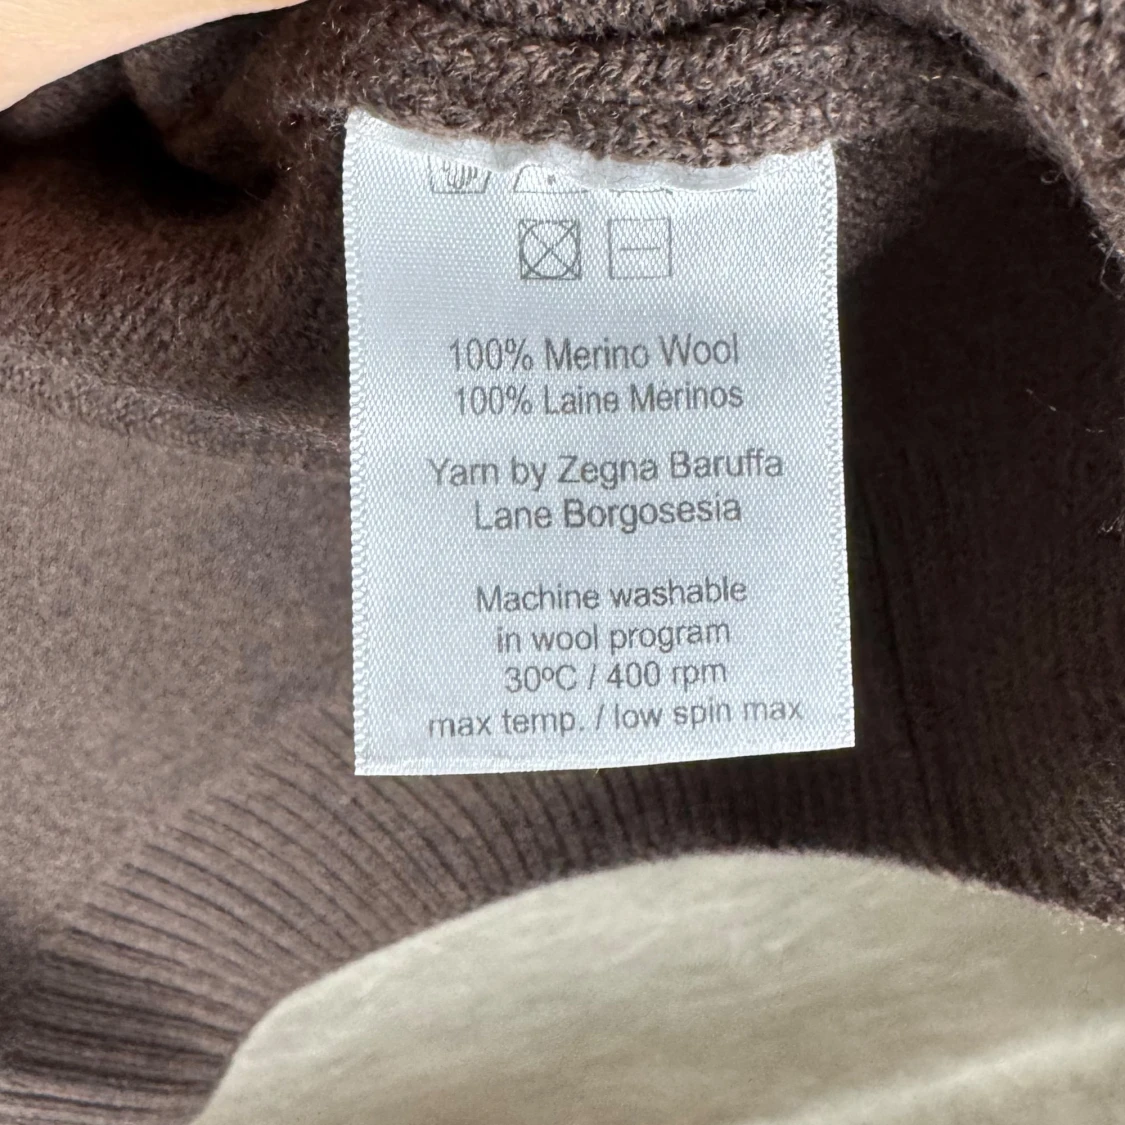 100% Merino Wool
100% Laine Mérinos
Yarn by Zegna Baruffa
Lane Borgosesia
Machine washable
in wool program
30ºC / 400 rpm
max temp. / low spin max